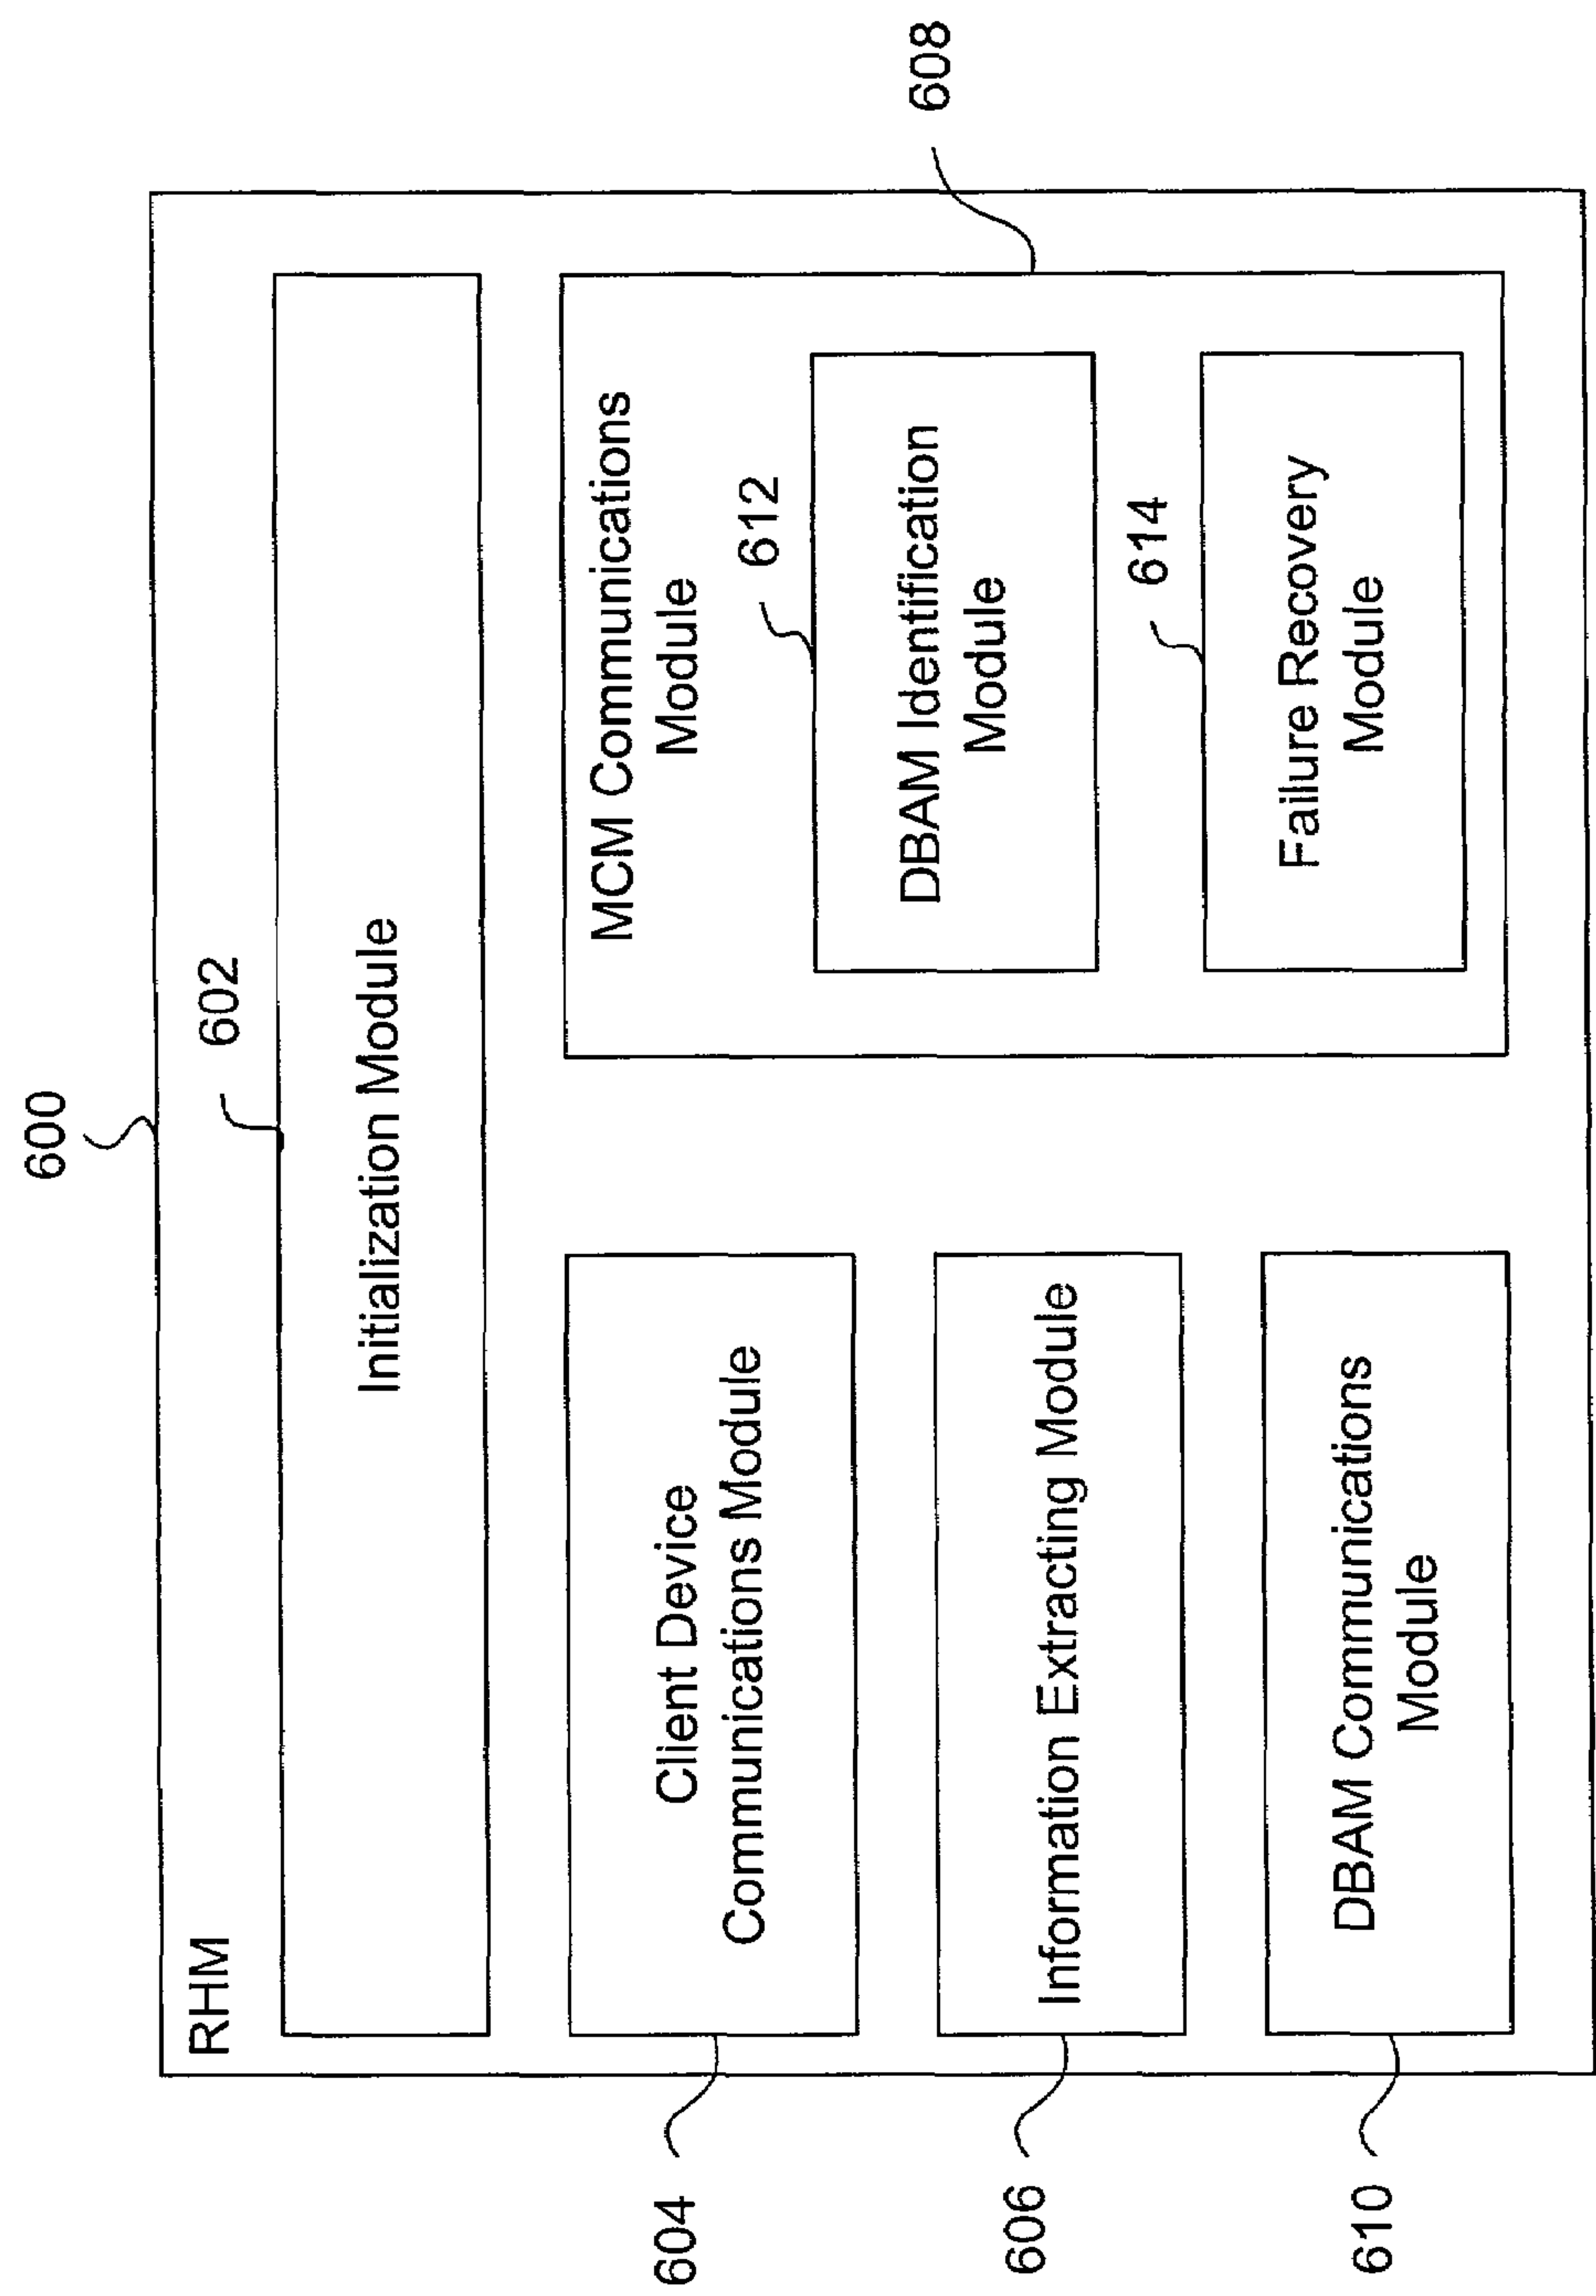 600
RHM
602
Initialization Module
604
Client Device
Communications Module
606
Information Extracting Module
610
DBAM Communications
Module
608
MCM Communications
Module
612
DBAM Identification
Module
614
Failure Recovery
Module